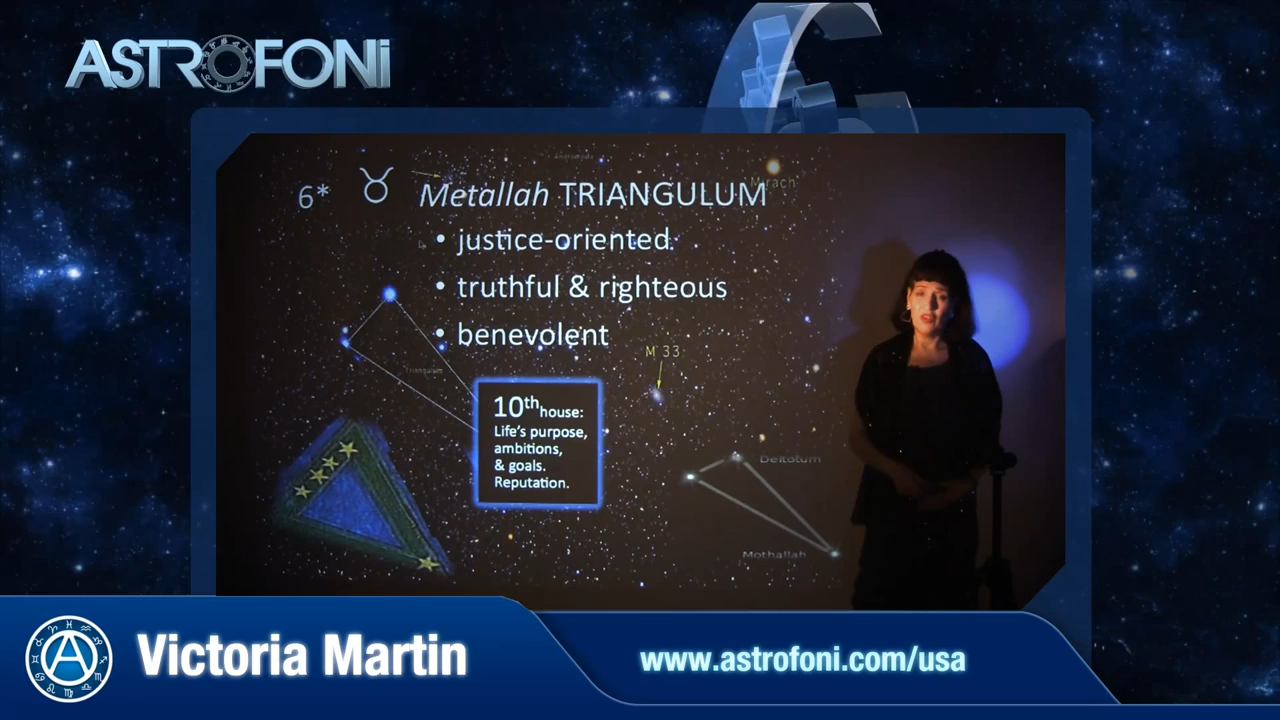 ASTROFONi
6* ♉ Metallah TRIANGULUM
Mirach
• justice-oriented
• truthful & righteous
• benevolent
M 33
Triangulum
10th house:
Life's purpose,
ambitions,
& goals.
Reputation.
Deltotum
Mothallah
Victoria Martin
www.astrofoni.com/usa